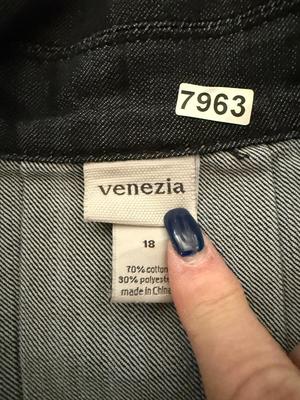 7963
venezia
18
70% cotton
30% polyester
made in China